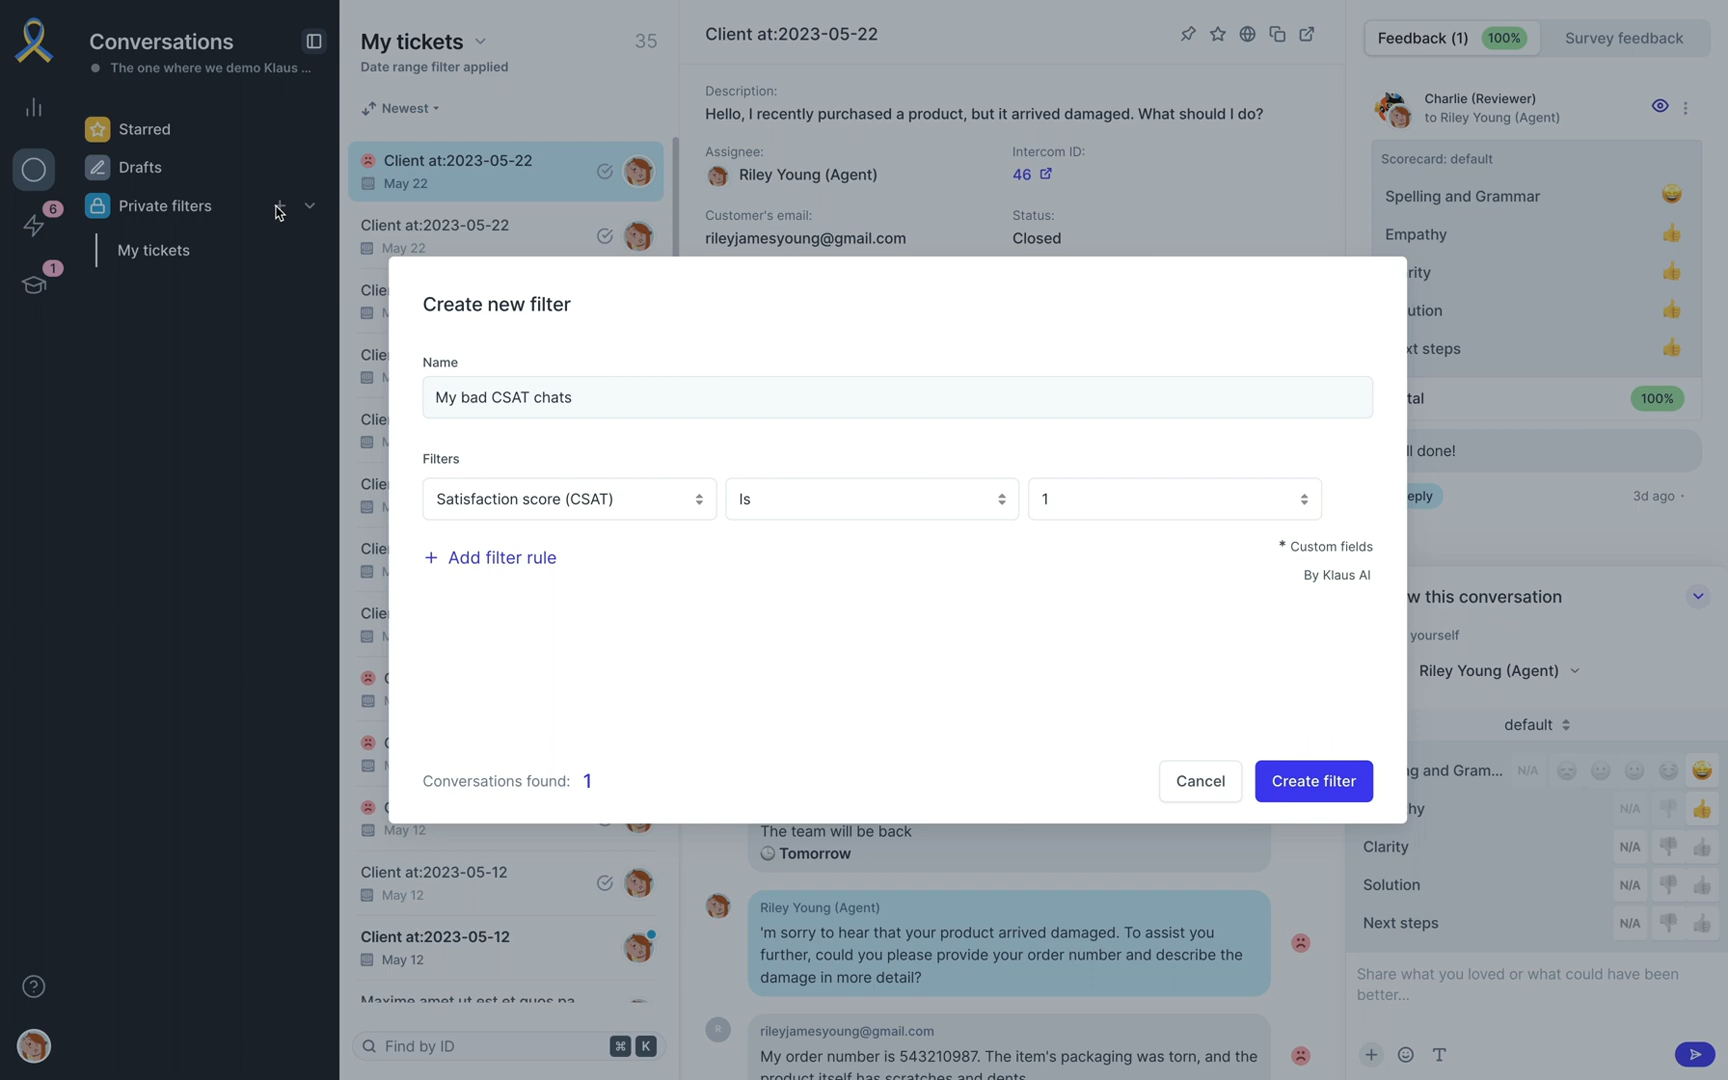 Conversations
The one where we demo Klaus ...
Starred
Drafts
Private filters
My tickets
6
1
My tickets
35
Date range filter applied
Newest
Client at:2023-05-22
May 22
Client at:2023-05-22
May 22
May 12
Client at:2023-05-12
May 12
Client at:2023-05-12
May 12
Maxime amet ut est et quos pa...
Find by ID
⌘ K
Client at:2023-05-22
Description:
Hello, I recently purchased a product, but it arrived damaged. What should I do?
Assignee:
Riley Young (Agent)
Intercom ID:
46
Customer's email:
rileyjamesyoung@gmail.com
Status:
Closed
Create new filter
Name
My bad CSAT chats
Filters
Satisfaction score (CSAT)
Is
1
+ Add filter rule
* Custom fields
By Klaus AI
Conversations found: 1
Cancel
Create filter
The team will be back
Tomorrow
Riley Young (Agent)
'm sorry to hear that your product arrived damaged. To assist you
further, could you please provide your order number and describe the
damage in more detail?
R
rileyjamesyoung@gmail.com
My order number is 543210987. The item's packaging was torn, and the
product itself has scratches and dents
Feedback (1) 100%
Survey feedback
Charlie (Reviewer)
to Riley Young (Agent)
Scorecard: default
Spelling and Grammar
Empathy
rity
ution
xt steps
tal
100%
ll done!
eply
3d ago
w this conversation
yourself
Riley Young (Agent)
default
g and Gram...
N/A
hy
N/A
Clarity
N/A
Solution
N/A
Next steps
N/A
Share what you loved or what could have been
better...